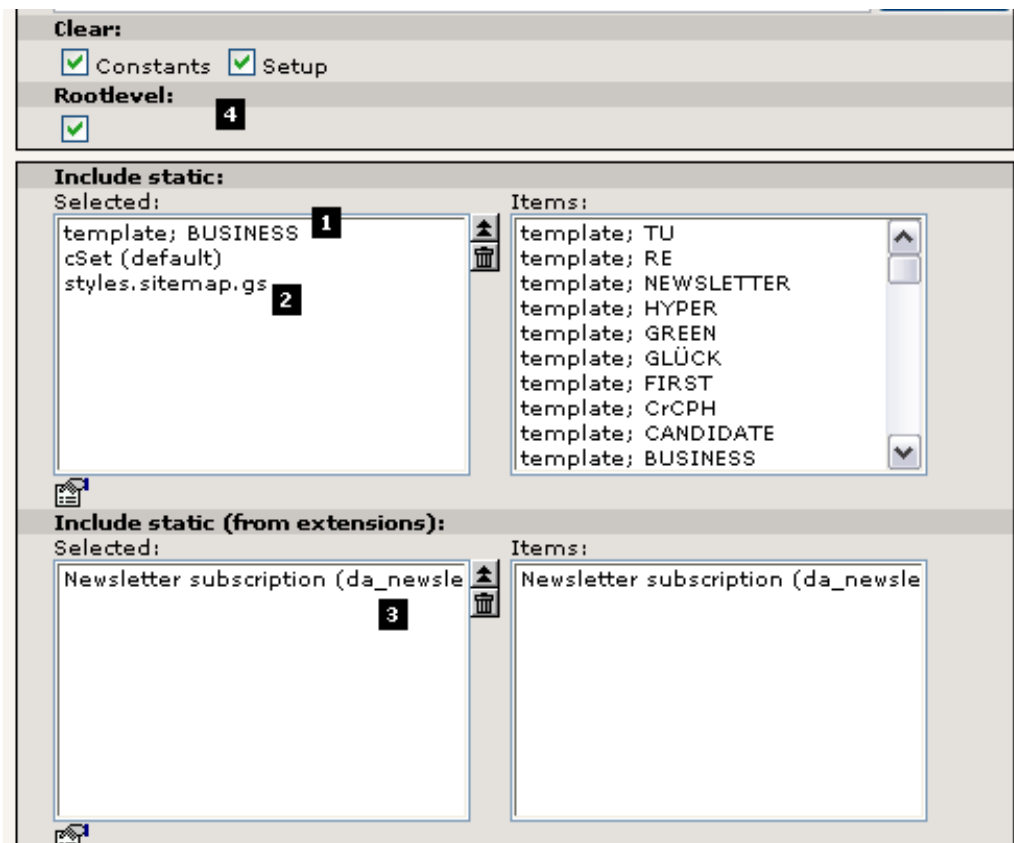 Clear:
Constants Setup
Rootlevel:
4
Include static:
Selected: Items:
template; BUSINESS 1
cSet (default)
styles.sitemap.gs 2
template; TU
template; RE
template; NEWSLETTER
template; HYPER
template; GREEN
template; GLÜCK
template; FIRST
template; CrCPH
template; CANDIDATE
template; BUSINESS
Include static (from extensions):
Selected: Items:
Newsletter subscription (da_newsle
3
Newsletter subscription (da_newsle